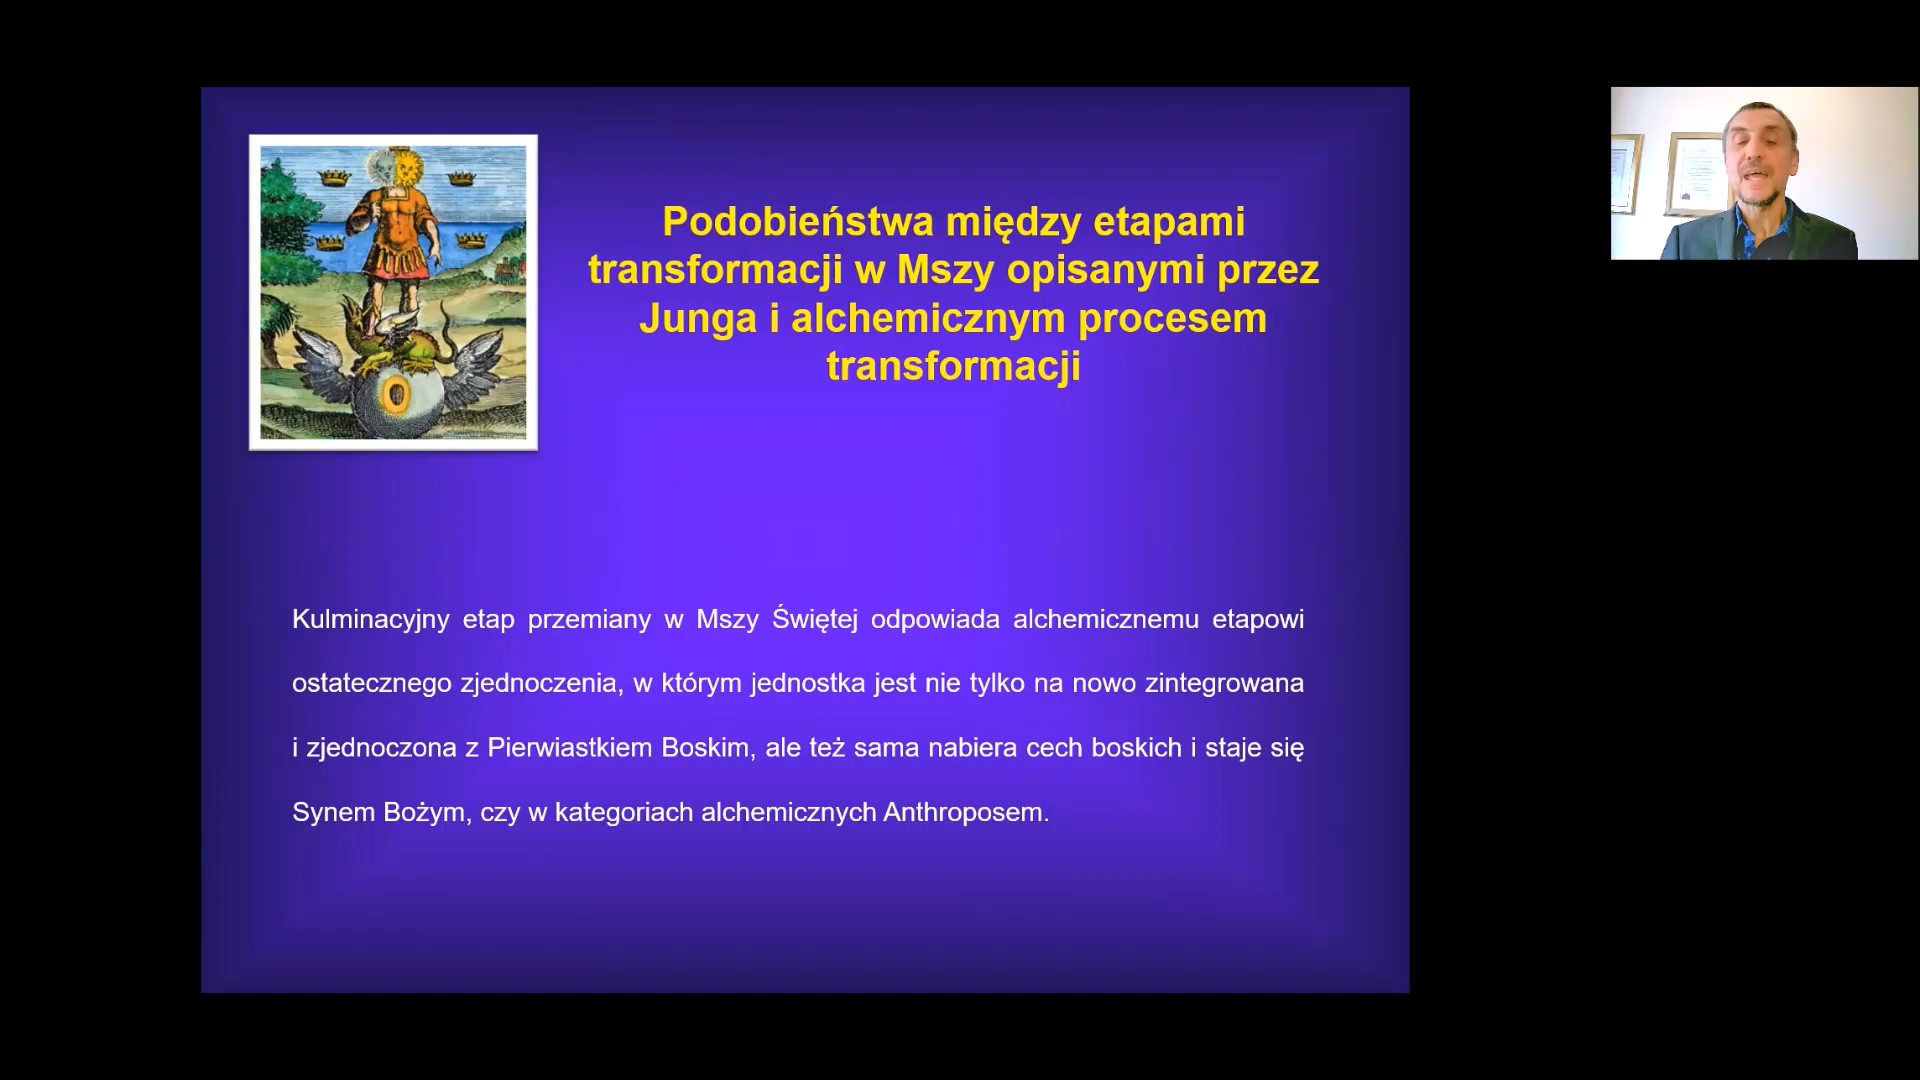 Podobieństwa między etapami
transformacji w Mszy opisanymi przez
Junga i alchemicznym procesem
transformacji
Kulminacyjny etap przemiany w Mszy Świętej odpowiada alchemicznemu etapowi
ostatecznego zjednoczenia, w którym jednostka jest nie tylko na nowo zintegrowana
i zjednoczona z Pierwiastkiem Boskim, ale też sama nabiera cech boskich i staje się
Synem Bożym, czy w kategoriach alchemicznych Anthroposem.